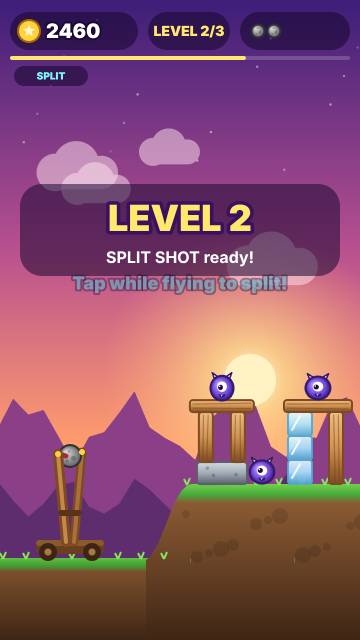 2460
LEVEL 2/3
SPLIT
LEVEL 2
SPLIT SHOT ready!
Tap while flying to split!